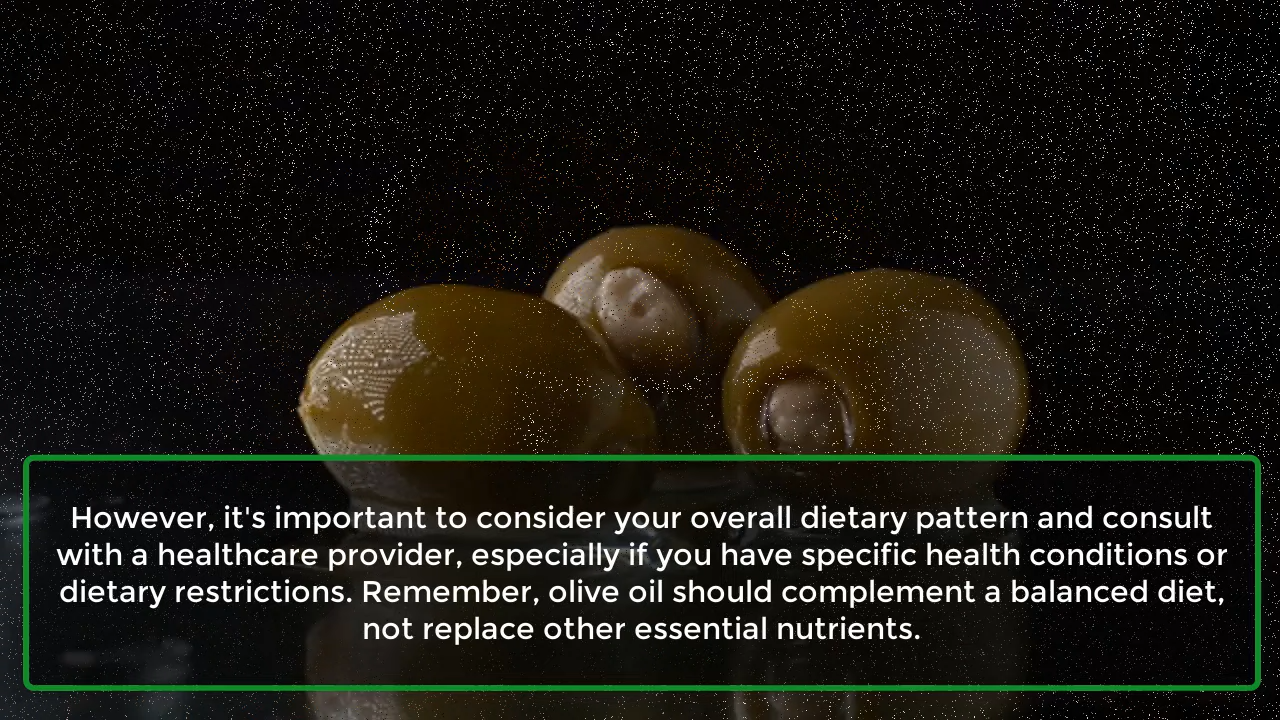 However, it's important to consider your overall dietary pattern and consult
with a healthcare provider, especially if you have specific health conditions or
dietary restrictions. Remember, olive oil should complement a balanced diet,
not replace other essential nutrients.